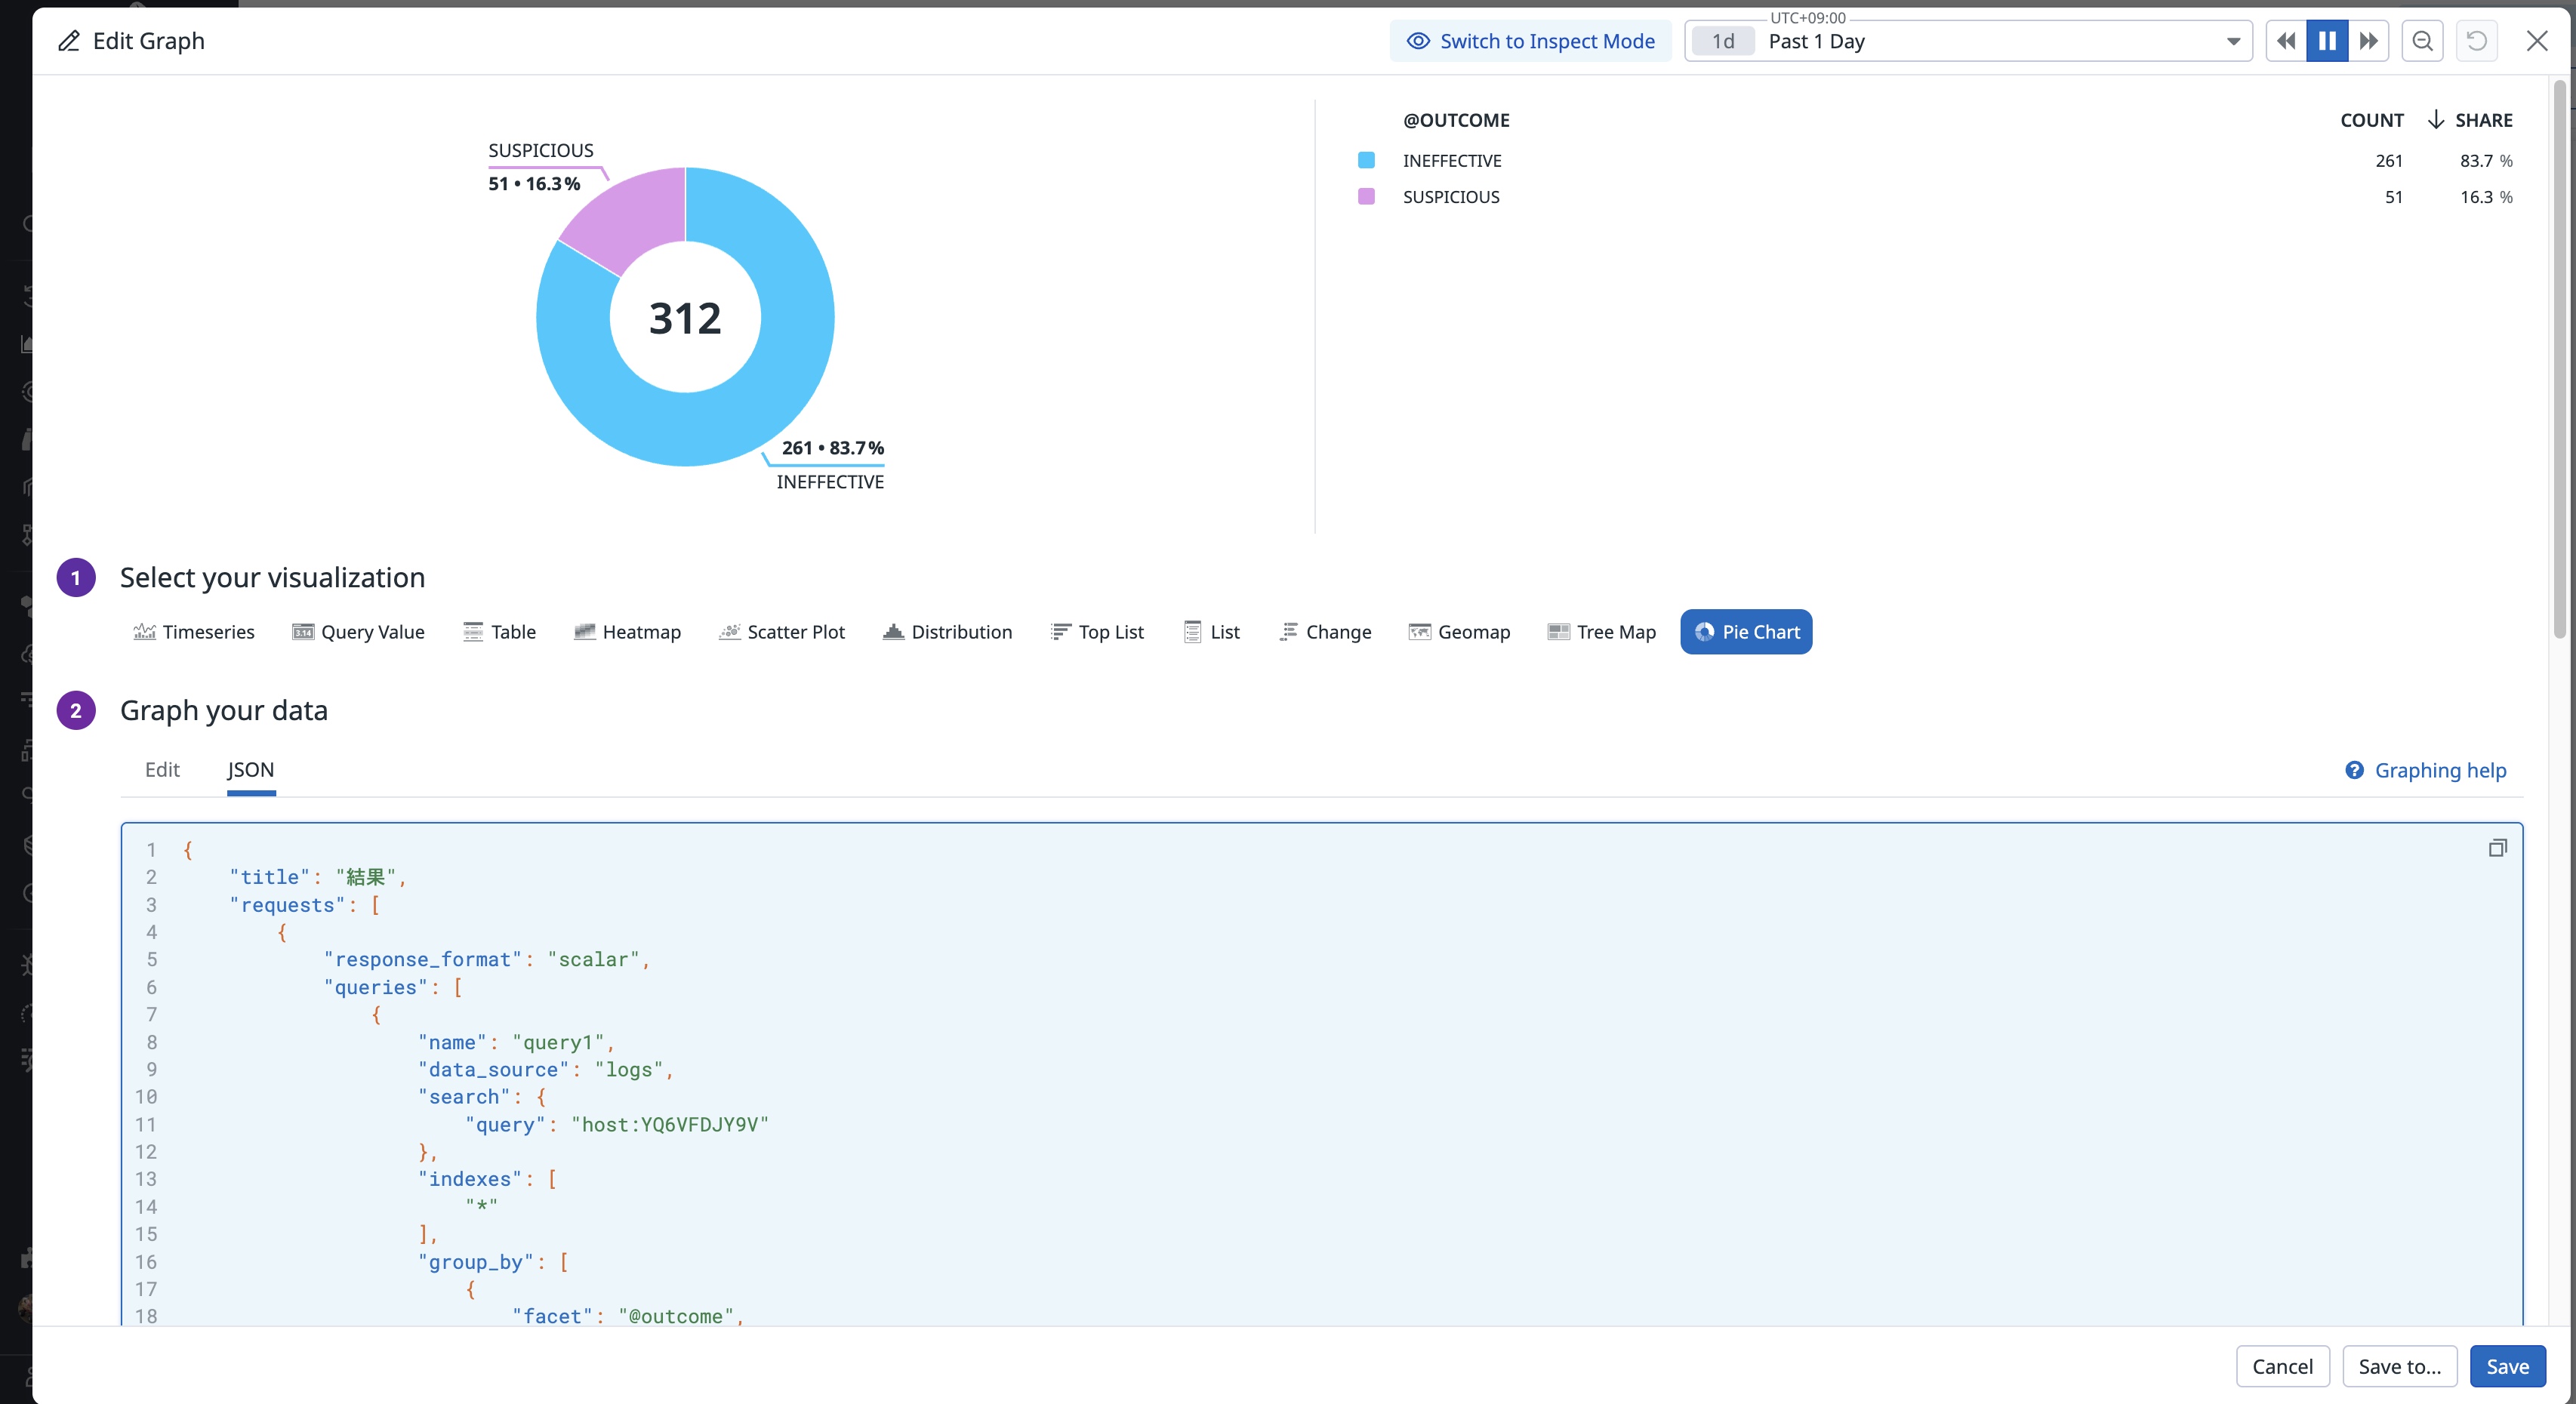 Edit Graph
Switch to Inspect Mode
UTC+09:00
1d Past 1 Day
SUSPICIOUS
51 • 16.3%
312
261 • 83.7%
INEFFECTIVE
@OUTCOME COUNT SHARE
INEFFECTIVE 261 83.7 %
SUSPICIOUS 51 16.3 %
1 Select your visualization
Timeseries Query Value Table Heatmap Scatter Plot Distribution Top List List Change Geomap Tree Map Pie Chart
2 Graph your data
Edit JSON
Graphing help
1 {
2 "title": "結果",
3 "requests": [
4 {
5 "response_format": "scalar",
6 "queries": [
7 {
8 "name": "query1",
9 "data_source": "logs",
10 "search": {
11 "query": "host:YQ6VFDJY9V"
12 },
13 "indexes": [
14 "*"
15 ],
16 "group_by": [
17 {
18 "facet": "@outcome",
Cancel Save to... Save